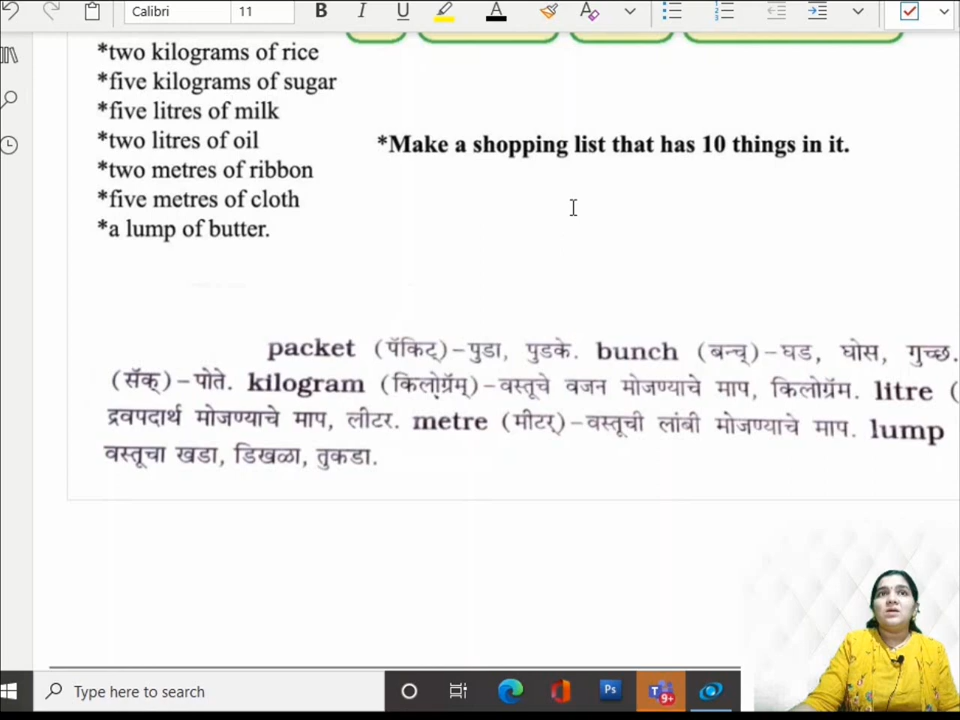 Calibri 11 B I U A A
*two kilograms of rice
*five kilograms of sugar
*five litres of milk
*two litres of oil
*two metres of ribbon
*five metres of cloth
*a lump of butter.
*Make a shopping list that has 10 things in it.
packet (पॅकिट्)-पुडा, पुडके. bunch (बन्च्)-घड, घोस, गुच्छ.
(सॅक्)-पोते. kilogram (किलोग्रॅम्)-वस्तूचे वजन मोजण्याचे माप, किलोग्रॅम. litre (
द्रवपदार्थ मोजण्याचे माप, लीटर. metre (मीटर्)-वस्तूची लांबी मोजण्याचे माप. lump
वस्तूचा खडा, डिखळा, तुकडा.
Type here to search
Ps
T 9+